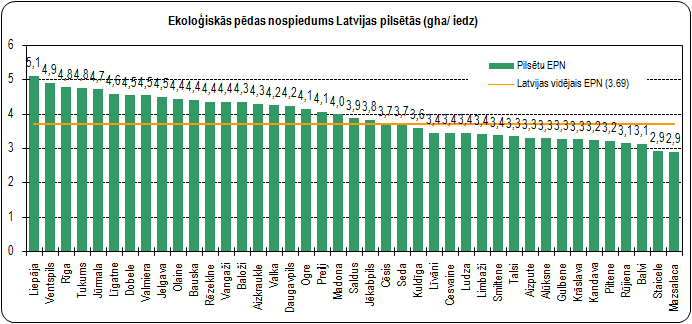 Ekoloģiskās pēdas nospiedums Latvijas pilsētās (gha/ iedz)
Pilsētu EPN
Latvijas vidējais EPN (3.69)
6
5
4
3
2
1
0
5,1 4,9 4,8 4,8 4,7 4,6 4,5 4,5 4,5 4,4 4,4 4,4 4,4 4,3 4,3 4,2 4,2 4,1 4,1 4,0 3,9 3,8 3,7 3,7 3,6 3,4 3,4 3,4 3,4 3,4 3,3 3,3 3,3 3,3 3,3 3,2 3,2 3,1 3,1 2,9 2,9
Liepāja
Ventspils
Rīga
Tukums
Jūrmala
Līgatne
Dobele
Valmiera
Jelgava
Olaine
Bauska
Rēzekne
Vangaži
Baloži
Aizkraukle
Valka
Daugavpils
Ogre
Preiļi
Madona
Saldus
Jēkabpils
Cēsis
Seda
Kuldīga
Līvāni
Cesvaine
Ludza
Limbaži
Smiltene
Talsi
Aizpute
Alūksne
Gulbene
Krāslava
Kandava
Piltene
Rūjiena
Balvi
Staicele
Mazsalaca